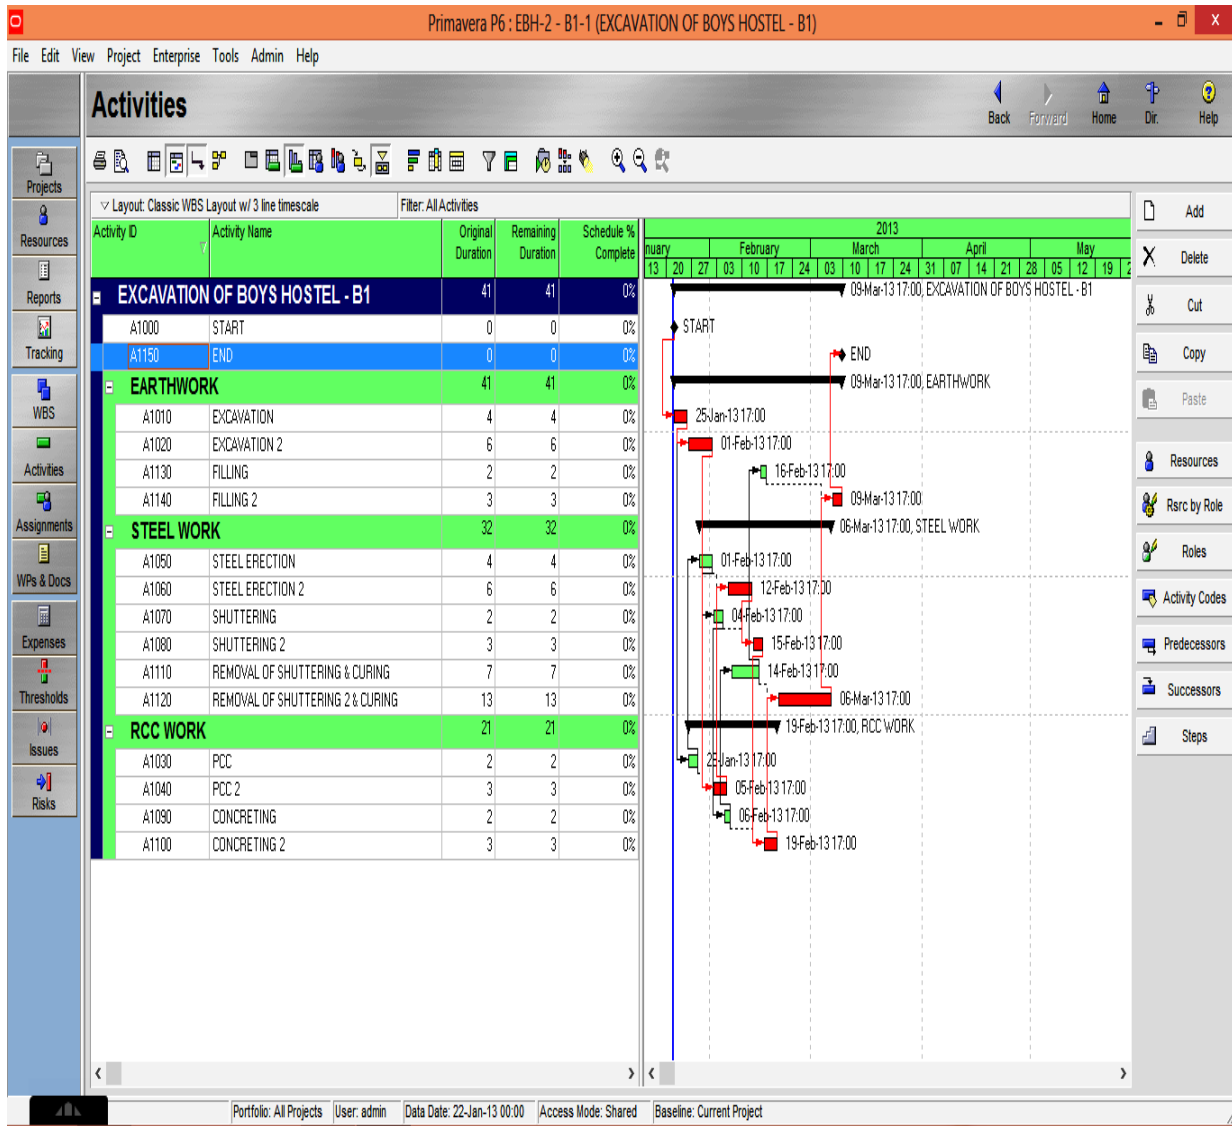 Primavera P6 : EBH-2 - B1-1 (EXCAVATION OF BOYS HOSTEL - B1)
File Edit View Project Enterprise Tools Admin Help
Activities
Back Forward Home Dir. Help
Projects
Resources
Reports
Tracking
WBS
Activities
Assignments
WPs & Docs
Expenses
Thresholds
Issues
Risks
Layout: Classic WBS Layout w/ 3 line timescale Filter: All Activities
Activity ID Activity Name Original Duration Remaining Duration Schedule % Complete
EXCAVATION OF BOYS HOSTEL - B1 41 41 0%
A1000 START 0 0 0%
A1150 END 0 0 0%
EARTHWORK 41 41 0%
A1010 EXCAVATION 4 4 0%
A1020 EXCAVATION 2 6 6 0%
A1130 FILLING 2 2 0%
A1140 FILLING 2 3 3 0%
STEEL WORK 32 32 0%
A1050 STEEL ERECTION 4 4 0%
A1060 STEEL ERECTION 2 6 6 0%
A1070 SHUTTERING 2 2 0%
A1080 SHUTTERING 2 3 3 0%
A1110 REMOVAL OF SHUTTERING & CURING 7 7 0%
A1120 REMOVAL OF SHUTTERING 2 & CURING 13 13 0%
RCC WORK 21 21 0%
A1030 PCC 2 2 0%
A1040 PCC 2 3 3 0%
A1090 CONCRETING 2 2 0%
A1100 CONCRETING 2 3 3 0%
2013
nuary February March April May
13 20 27 03 10 17 24 03 10 17 24 31 07 14 21 28 05 12 19 2
09-Mar-13 17:00, EXCAVATION OF BOYS HOSTEL - B1
START
END
09-Mar-13 17:00, EARTHWORK
25-Jan-13 17:00
01-Feb-13 17:00
16-Feb-13 17:00
09-Mar-13 17:00
06-Mar-13 17:00, STEEL WORK
01-Feb-13 17:00
12-Feb-13 17:00
04-Feb-13 17:00
15-Feb-13 17:00
14-Feb-13 17:00
06-Mar-13 17:00
19-Feb-13 17:00, RCC WORK
-Jan-13 17:00
05-Feb-13 17:00
06-Feb-13 17:00
19-Feb-13 17:00
Add
Delete
Cut
Copy
Paste
Resources
Rsrc by Role
Roles
Activity Codes
Predecessors
Successors
Steps
Portfolio: All Projects User: admin Data Date: 22-Jan-13 00:00 Access Mode: Shared Baseline: Current Project